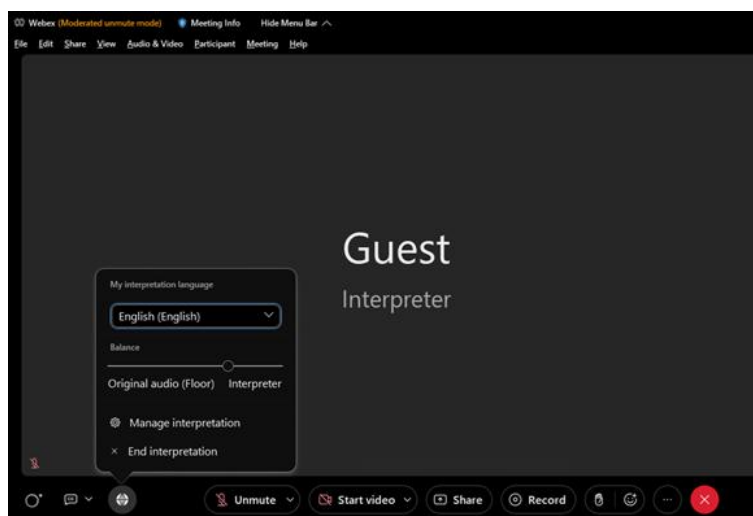 Webex (Moderated unmute mode) Meeting Info Hide Menu Bar
File Edit Share View Audio & Video Participant Meeting Help
Guest
Interpreter
My interpretation language
English (English)
Balance
Original audio (Floor) Interpreter
Manage interpretation
End interpretation
Unmute Start video Share Record